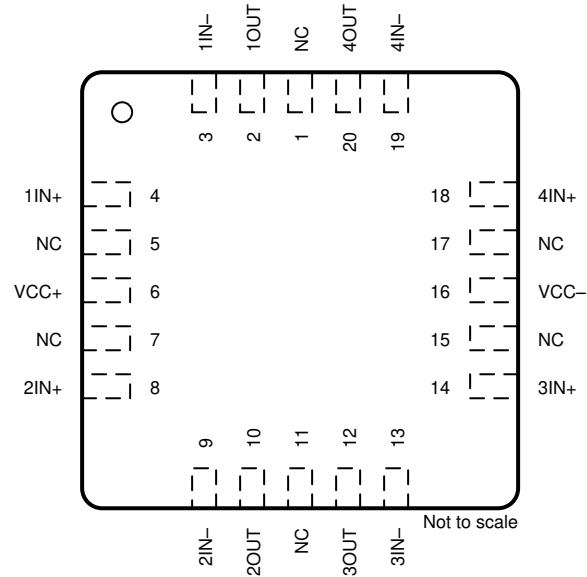 1IN–
1OUT
NC
4OUT
4IN–
3
2
1
20
19
1IN+
4
18
4IN+
NC
5
17
NC
VCC+
6
16
VCC–
NC
7
15
NC
2IN+
8
14
3IN+
9
10
11
12
13
2IN–
2OUT
NC
3OUT
3IN–
Not to scale